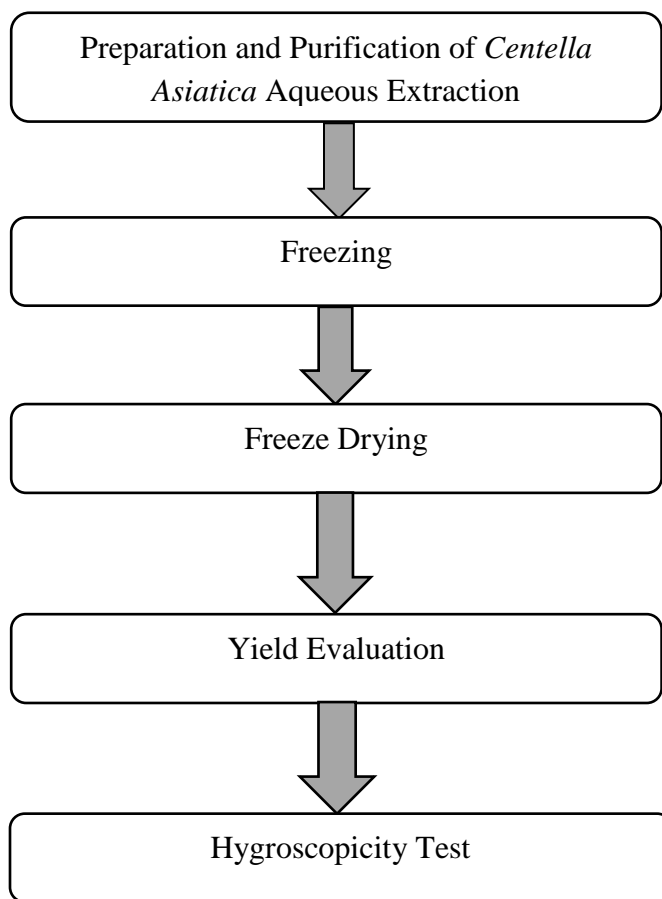 Preparation and Purification of Centella
Asiatica Aqueous Extraction
Freezing
Freeze Drying
Yield Evaluation
Hygroscopicity Test